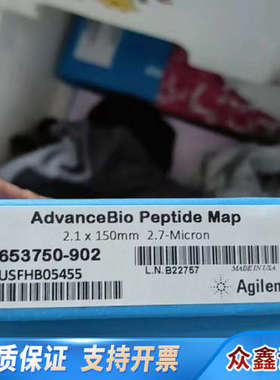 AdvanceBio Peptide Map
2.1 x 150mm 2.7-Micron
653750-902
USFHB05455
L.N. B22757
MADE IN USA
Agilen
质保证 支持开票
众鑫